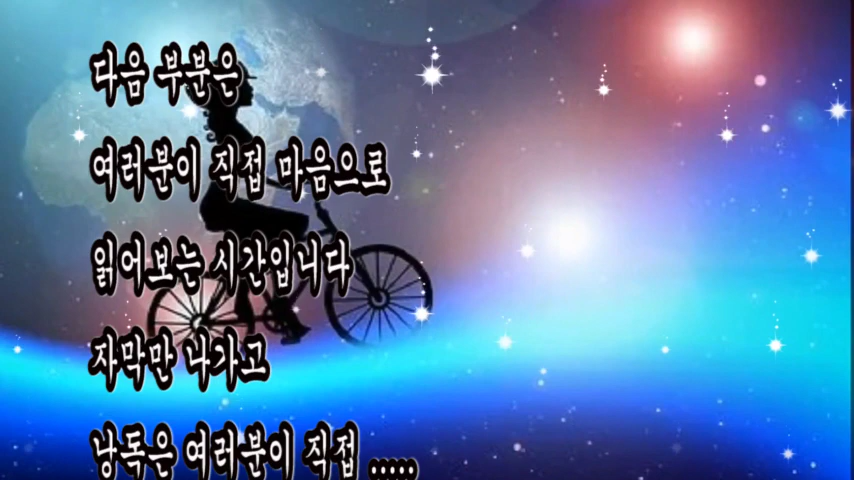 다음 부분은
여러분이 직접 마음으로
읽어보는 시간입니다
자막만 나가고
낭독은 여러분이 직접 .....